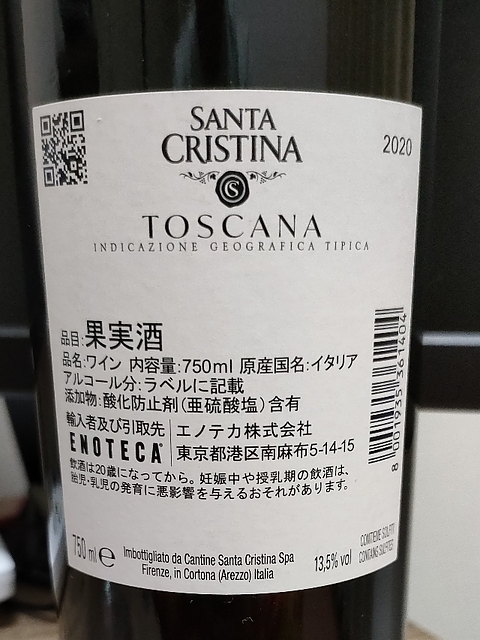 SANTA
CRISTINA
2020
CS
TOSCANA
INDICAZIONE GEOGRAFICA TIPICA
品目:果実酒
品名:ワイン 内容量:750ml 原産国名:イタリア
アルコール分:ラベルに記載
添加物:酸化防止剤(亜硫酸塩)含有
輸入者及び引取先 エノテカ株式会社
ENOTECA 東京都港区南麻布5-14-15
飲酒は20歳になってから。妊娠中や授乳期の飲酒は、
胎児・乳児の発育に悪影響を与えるおそれがあります。
8 001935 361404
750 ml e
Imbottigliato da Cantine Santa Cristina Spa
Firenze, in Cortona (Arezzo) Italia
13,5% vol
CONTIENE SOLFITI
CONTAINS SULFITES